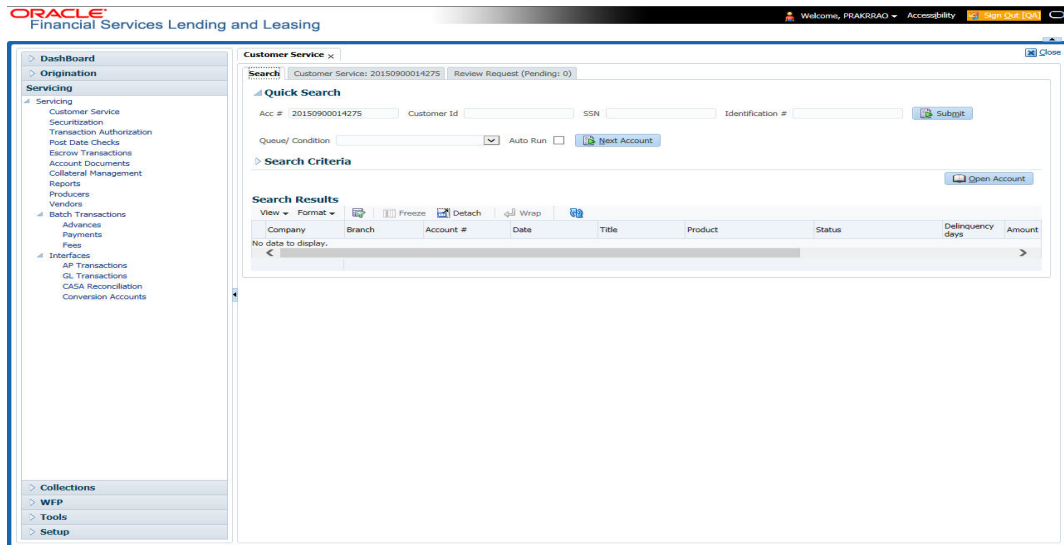 ORACLE
Financial Services Lending and Leasing
Welcome, PRAKRRAO Accessibility Sign Out [QA]
Close
DashBoard
Origination
Servicing
Servicing
Customer Service
Securitization
Transaction Authorization
Post Date Checks
Escrow Transactions
Account Documents
Collateral Management
Reports
Producers
Vendors
Batch Transactions
Advances
Payments
Fees
Interfaces
AP Transactions
GL Transactions
CASA Reconciliation
Conversion Accounts
Collections
WFP
Tools
Setup
Customer Service
Search Customer Service: 20150900014275 Review Request (Pending: 0)
Quick Search
Acc # 20150900014275 Customer Id SSN Identification # Submit
Queue/ Condition Auto Run Next Account
Search Criteria
Open Account
Search Results
View Format Freeze Detach Wrap
Company Branch Account # Date Title Product Status Delinquency days Amount
No data to display.